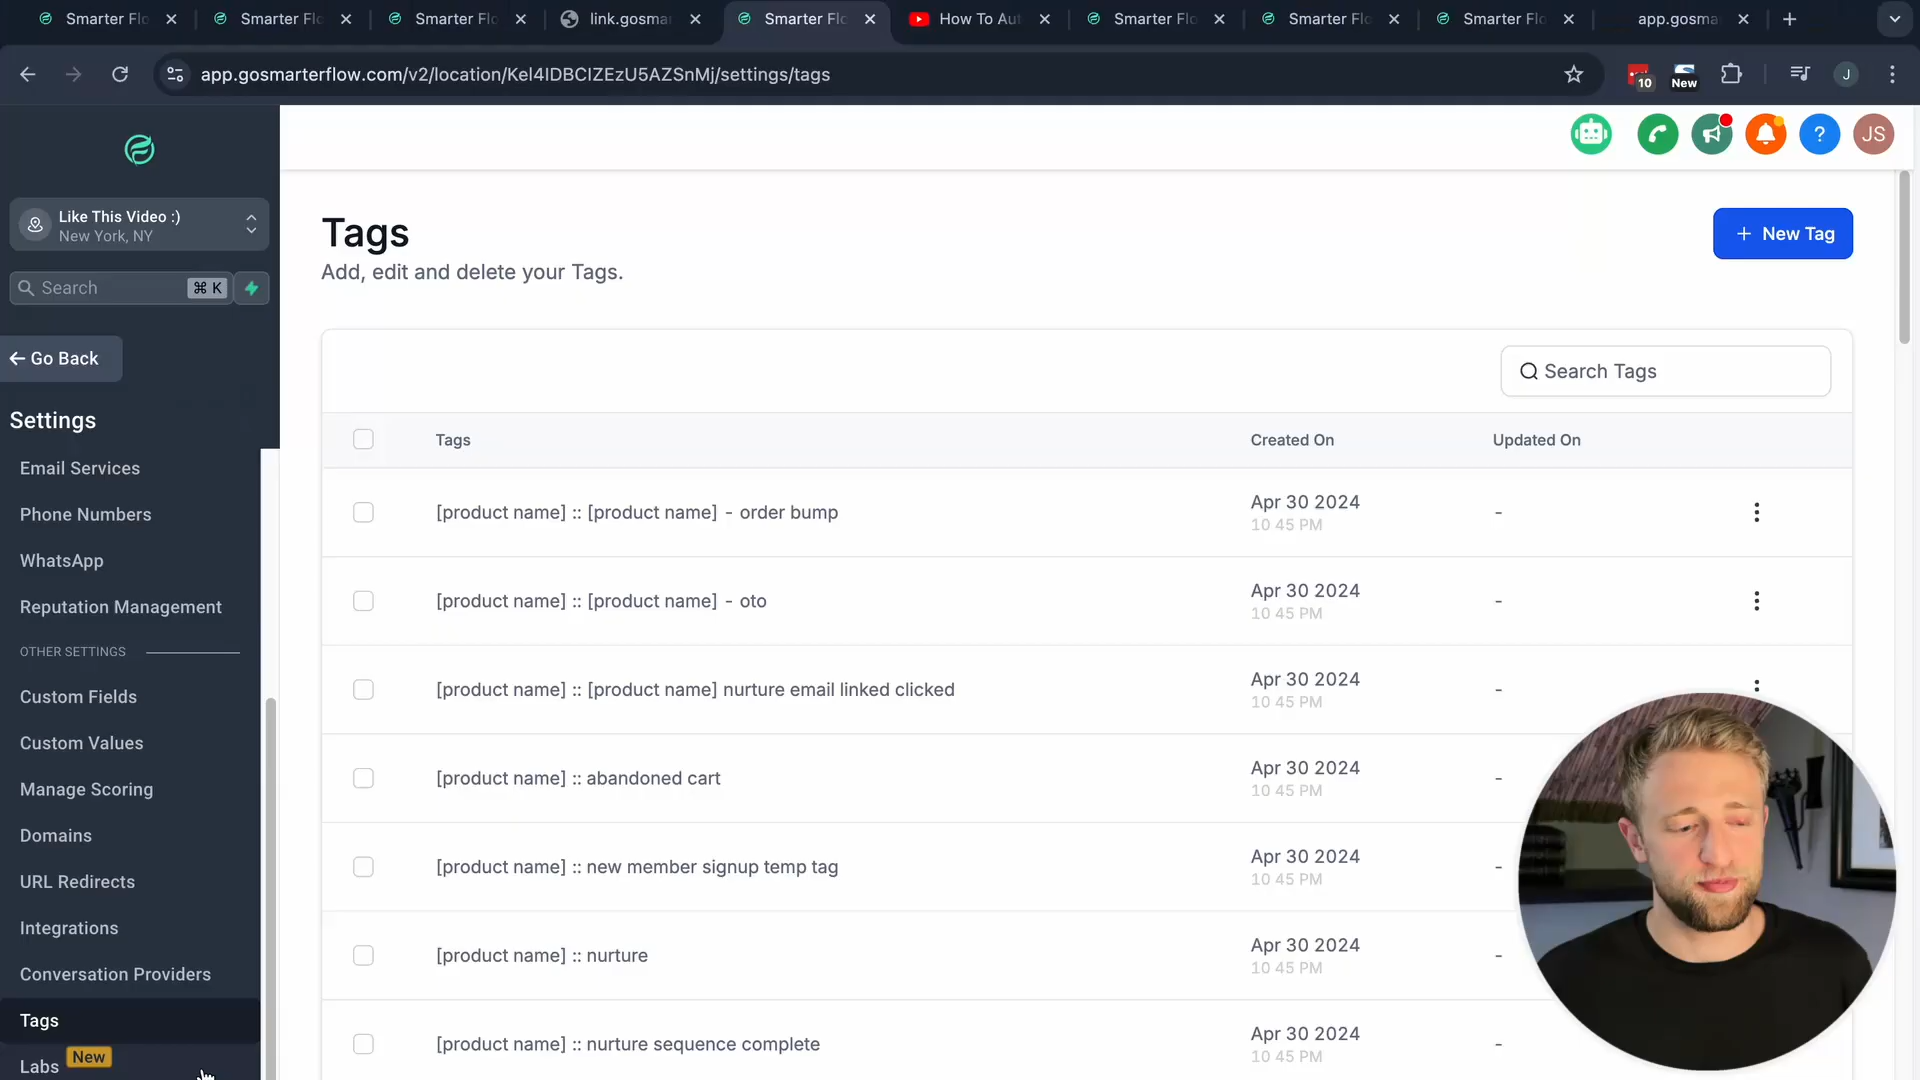 Smarter Flo
Smarter Flo
Smarter Flo
link.gosmar
Smarter Flo
How To Aut
Smarter Flo
Smarter Flo
Smarter Flo
app.gosma
app.gosmarterflow.com/v2/location/Kel4IDBCIZEzU5AZSnMj/settings/tags
10
New
J
JS
Like This Video :)
New York, NY
Search
⌘ K
Go Back
Settings
Email Services
Phone Numbers
WhatsApp
Reputation Management
OTHER SETTINGS
Custom Fields
Custom Values
Manage Scoring
Domains
URL Redirects
Integrations
Conversation Providers
Tags
Labs New
Tags
Add, edit and delete your Tags.
+ New Tag
Search Tags
Tags Created On Updated On
[product name] :: [product name] - order bump Apr 30 2024 -
10 45 PM
[product name] :: [product name] - oto Apr 30 2024 -
10 45 PM
[product name] :: [product name] nurture email linked clicked Apr 30 2024 -
10 45 PM
[product name] :: abandoned cart Apr 30 2024 -
10 45 PM
[product name] :: new member signup temp tag Apr 30 2024 -
10 45 PM
[product name] :: nurture Apr 30 2024 -
10 45 PM
[product name] :: nurture sequence complete Apr 30 2024 -
10 45 PM